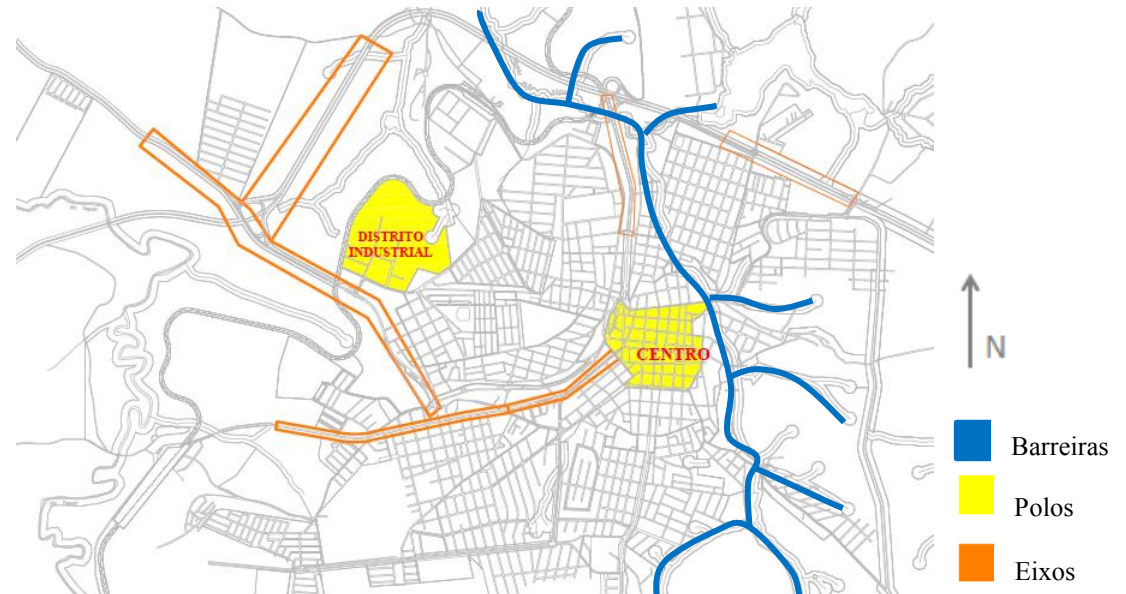 DISTRITO
INDUSTRIAL
CENTRO
N
Barreiras
Polos
Eixos